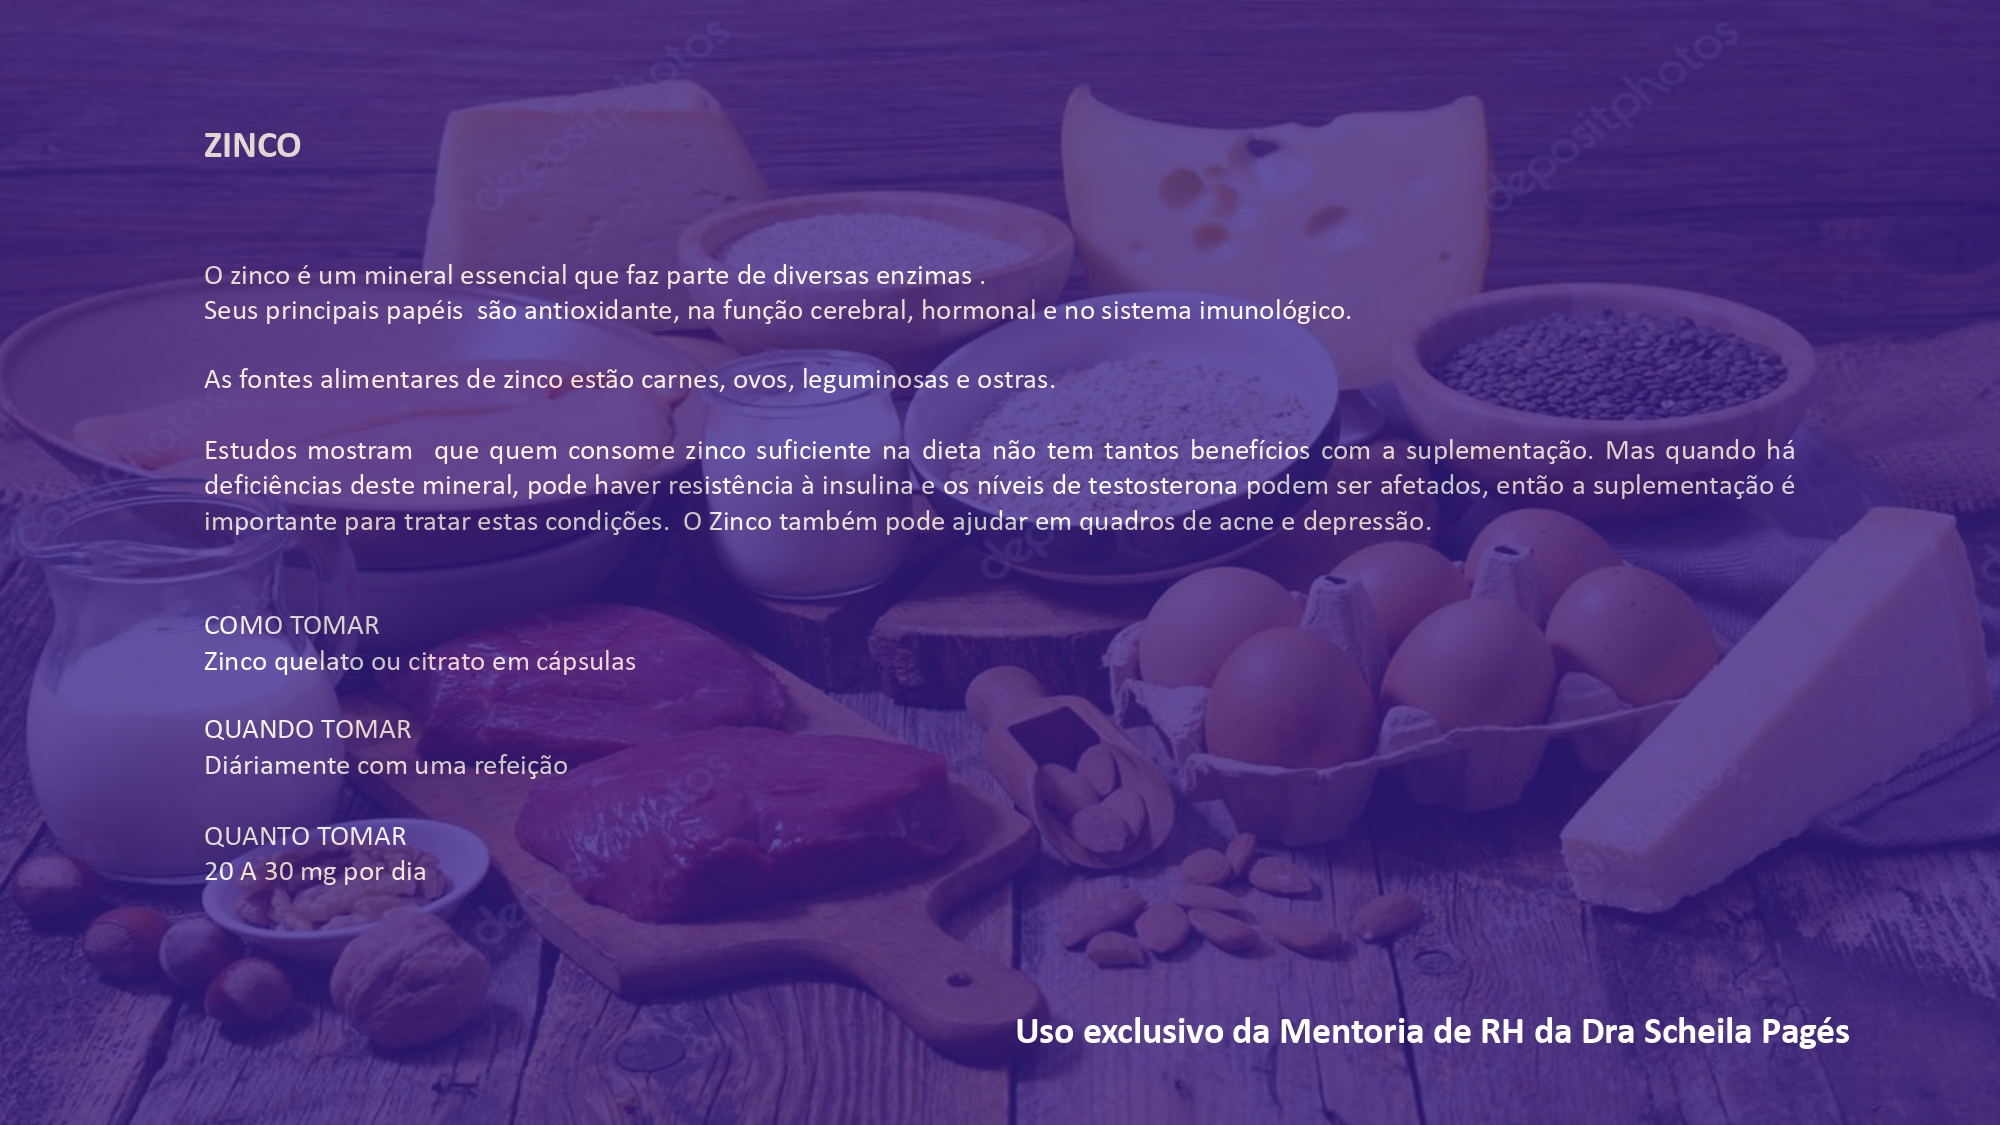 ZINCO
O zinco é um mineral essencial que faz parte de diversas enzimas .
Seus principais papéis  são antioxidante, na função cerebral, hormonal e no sistema imunológico.
As fontes alimentares de zinco estão carnes, ovos, leguminosas e ostras.
Estudos mostram  que quem consome zinco suficiente na dieta não tem tantos benefícios com a suplementação. Mas quando há
deficiências deste mineral, pode haver resistência à insulina e os níveis de testosterona podem ser afetados, então a suplementação é
importante para tratar estas condições.  O Zinco também pode ajudar em quadros de acne e depressão.
COMO TOMAR
Zinco quelato ou citrato em cápsulas
QUANDO TOMAR
Diáriamente com uma refeição
QUANTO TOMAR
20 A 30 mg por dia
Uso exclusivo da Mentoria de RH da Dra Scheila Pagés
depositphotos
depositphotos